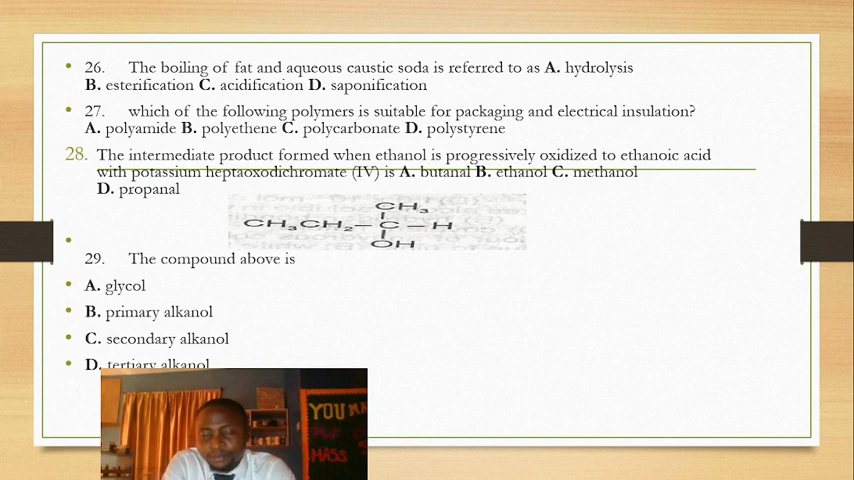 26. The boiling of fat and aqueous caustic soda is referred to as A. hydrolysis
B. esterification C. acidification D. saponification
27. which of the following polymers is suitable for packaging and electrical insulation?
A. polyamide B. polyethene C. polycarbonate D. polystyrene
28. The intermediate product formed when ethanol is progressively oxidized to ethanoic acid
with potassium heptaoxodichromate (IV) is A. butanal B. ethanol C. methanol
D. propanal
CH₃
CH₃CH₂–C–H
OH
29. The compound above is
A. glycol
B. primary alkanol
C. secondary alkanol
D. tertiary alkanol
YOU
MASS